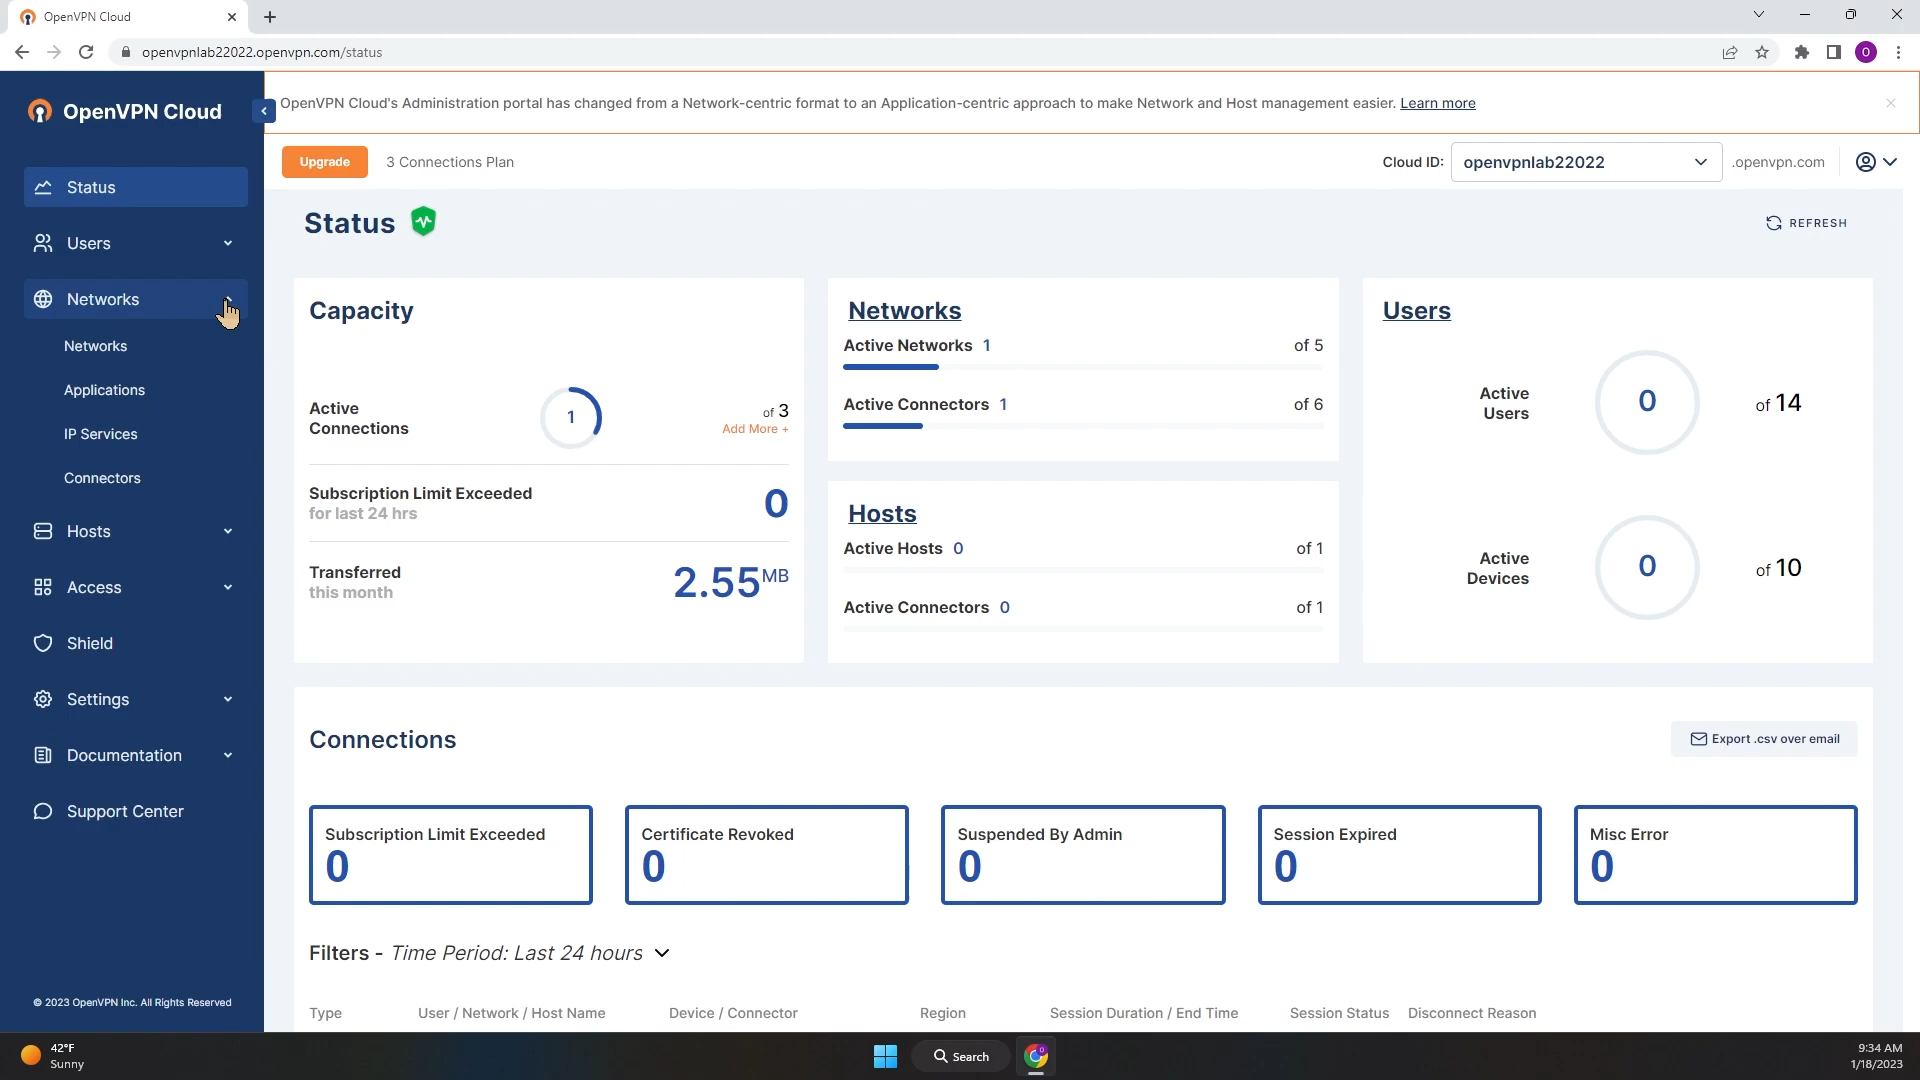 OpenVPN Cloud
openvpnlab22022.openvpn.com/status
O
OpenVPN Cloud
OpenVPN Cloud's Administration portal has changed from a Network-centric format to an Application-centric approach to make Network and Host management easier. Learn more
Upgrade
3 Connections Plan
Cloud ID:
openvpnlab22022
.openvpn.com
Status
Users
Networks
Networks
Applications
IP Services
Connectors
Hosts
Access
Shield
Settings
Documentation
Support Center
© 2023 OpenVPN Inc. All Rights Reserved
Status
REFRESH
Capacity
Active
Connections
1
of 3
Add More +
Subscription Limit Exceeded
for last 24 hrs
0
Transferred
this month
2.55 MB
Networks
Active Networks 1 of 5
Active Connectors 1 of 6
Hosts
Active Hosts 0 of 1
Active Connectors 0 of 1
Users
Active
Users
0
of 14
Active
Devices
0
of 10
Connections
Export .csv over email
Subscription Limit Exceeded
0
Certificate Revoked
0
Suspended By Admin
0
Session Expired
0
Misc Error
0
Filters - Time Period: Last 24 hours
Type
User / Network / Host Name
Device / Connector
Region
Session Duration / End Time
Session Status
Disconnect Reason
42°F
Sunny
Search
9:34 AM
1/18/2023